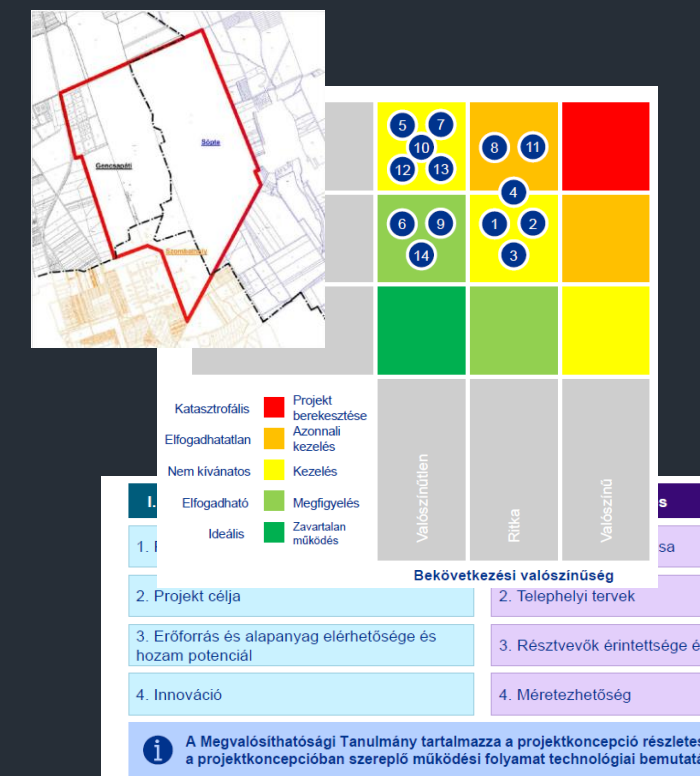 Söpte
Gencsapáti
Szombathely
5
7
10
12
13
8
11
4
6
9
14
1
2
3
Katasztrofális
Projekt
berekesztése
Elfogadhatatlan
Azonnali
kezelés
Nem kívánatos
Kezelés
Elfogadható
Megfigyelés
Ideális
Zavartalan
működés
Valószínűtlen
Ritka
Valószínű
Bekövetkezési valószínűség
I.
s
1.
sa
2. Projekt célja
2. Telephelyi tervek
3. Erőforrás és alapanyag elérhetősége és
hozam potenciál
3. Résztvevők érintettsége é
4. Innováció
4. Méretezhetőség
A Megvalósíthatósági Tanulmány tartalmazza a projektkoncepció részletes
a projektkoncepcióban szereplő működési folyamat technológiai bemutatá